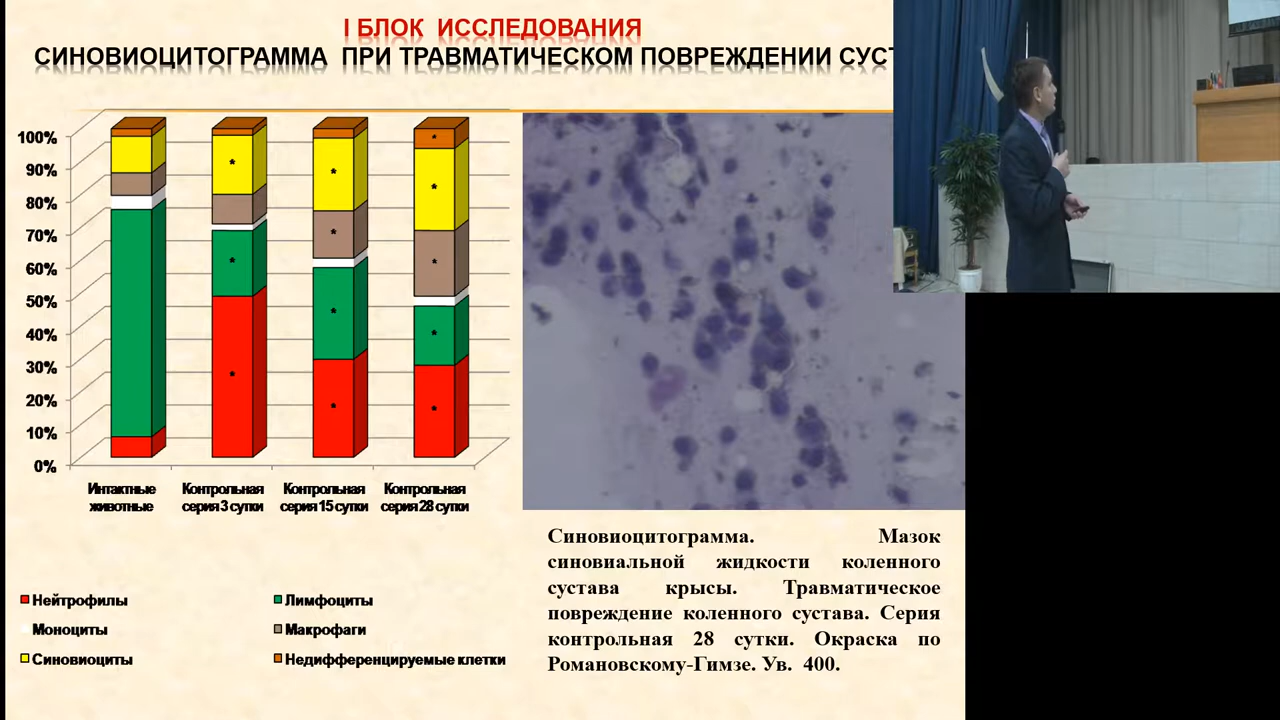 I БЛОК ИССЛЕДОВАНИЯ
СИНОВИОЦИТОГРАММА ПРИ ТРАВМАТИЧЕСКОМ ПОВРЕЖДЕНИИ
100%
90%
80%
70%
60%
50%
40%
30%
20%
10%
0%
Интактные животные
Контрольная серия 3 сутки
Контрольная серия 15 сутки
Контрольная серия 28 сутки
Нейтрофилы
Лимфоциты
Моноциты
Макрофаги
Синовиоциты
Недифференцируемые клетки
Синовиоцитограмма. Мазок
синовиальной жидкости коленного
сустава крысы. Травматическое
повреждение коленного сустава. Серия
контрольная 28 сутки. Окраска по
Романовскому-Гимзе. Ув. 400.